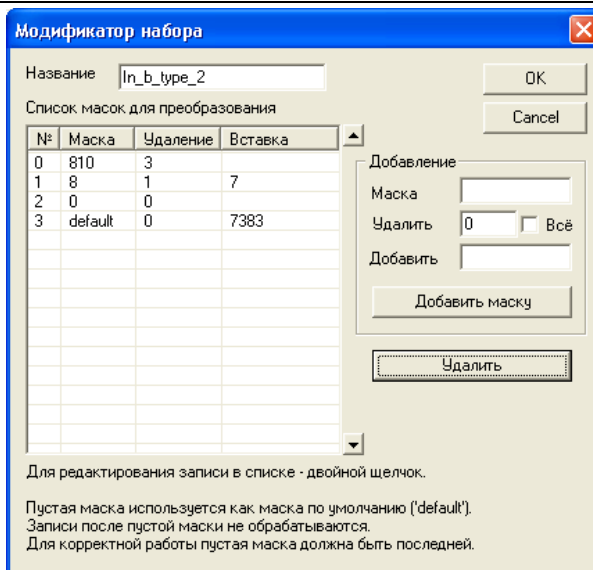 Модификатор набора
Название In_b_type_2 OK
Список масок для преобразования Cancel
№ Маска Удаление Вставка
0 810 3
1 8 1 7
2 0 0
3 default 0 7383
Добавление
Маска
Удалить 0 Всё
Добавить
Добавить маску
Удалить
Для редактирования записи в списке - двойной щелчок.
Пустая маска используется как маска по умолчанию ('default').
Записи после пустой маски не обрабатываются.
Для корректной работы пустая маска должна быть последней.